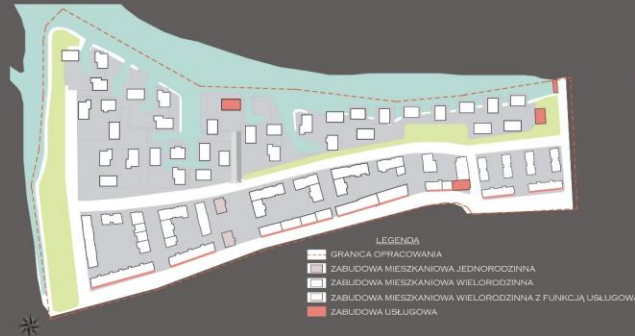 LEGENDA
GRANICA OPRACOWANIA
ZABUDOWA MIESZKANIOWA JEDNORODZINNA
ZABUDOWA MIESZKANIOWA WIELORODZINNA
ZABUDOWA MIESZKANIOWA WIELORODZINNA Z FUNKCJĄ USŁUGOWĄ
ZABUDOWA USŁUGOWA